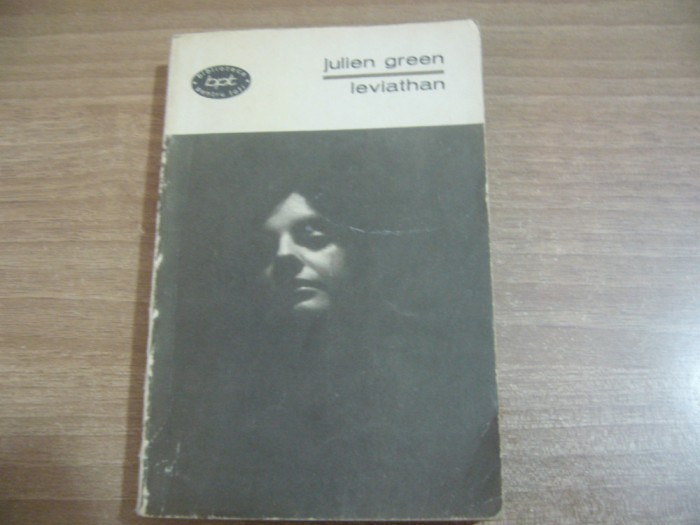 biblioteca
bpt
pentru toți
julien green
leviathan